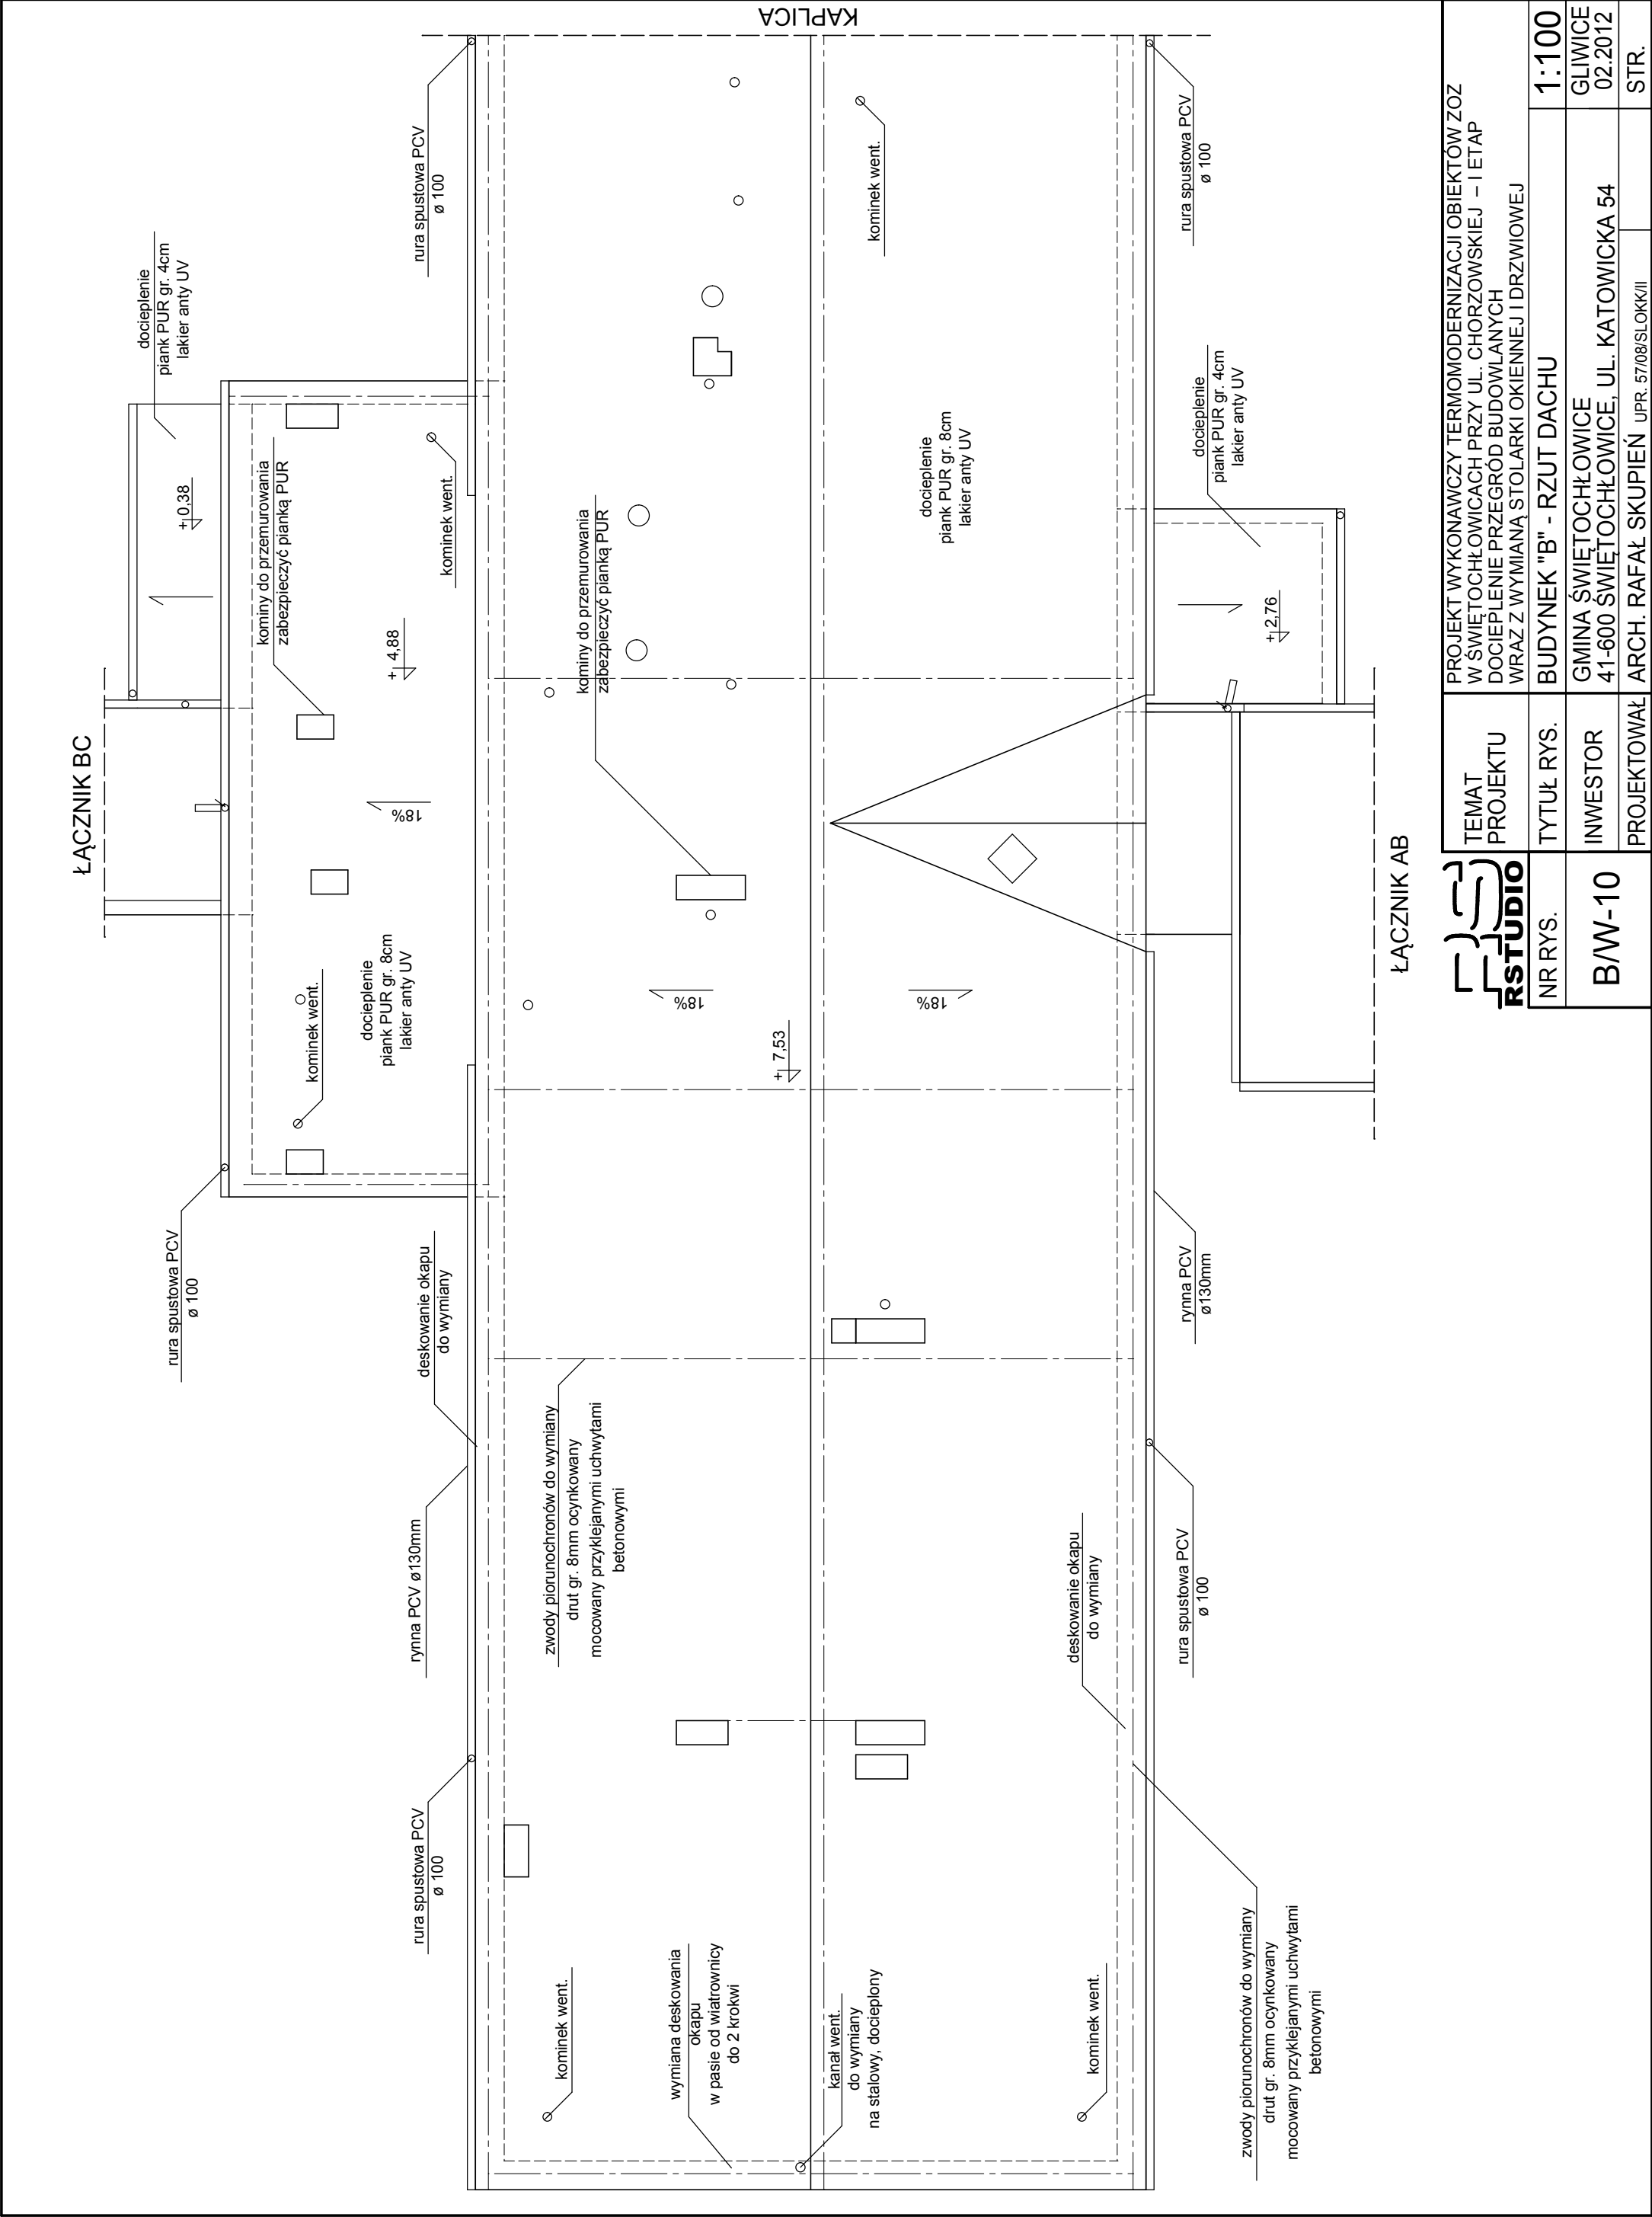 KAPLICA
ŁĄCZNIK BC
rura spustowa PCV
ø 100
docieplenie
piank PUR gr. 4cm
lakier anty UV
+ 0,38
kominy do przemurowania
zabezpieczyć pianką PUR
+ 4,88
kominek went.
18%
kominek went.
docieplenie
piank PUR gr. 8cm
lakier anty UV
rura spustowa PCV
ø 100
deskowanie okapu
do wymiany
rynna PCV ø130mm
rura spustowa PCV
ø 100
kominek went.
wymiana deskowania
okapu
w pasie od wiatrownicy
do 2 krokwi
kanał went.
do wymiany
na stalowy, docieplony
kominek went.
zwody piorunochronów do wymiany
drut gr. 8mm ocynkowany
mocowany przyklejanymi uchwytami
betonowymi
kominy do przemurowania
zabezpieczyć pianką PUR
kominek went.
docieplenie
piank PUR gr. 8cm
lakier anty UV
18%
18%
+ 7,53
rura spustowa PCV
ø 100
docieplenie
piank PUR gr. 4cm
lakier anty UV
+ 2,76
rynna PCV
ø130mm
deskowanie okapu
do wymiany
rura spustowa PCV
ø 100
zwody piorunochronów do wymiany
drut gr. 8mm ocynkowany
mocowany przyklejanymi uchwytami
betonowymi
ŁĄCZNIK AB
RSTUDIO
NR RYS.
B/W-10
TEMAT
PROJEKTU
PROJEKT WYKONAWCZY TERMOMODERNIZACJI OBIEKTÓW ZOZ
W ŚWIĘTOCHŁOWICACH PRZY UL. CHORZOWSKIEJ – I ETAP
DOCIEPLENIE PRZEGRÓD BUDOWLANYCH
WRAZ Z WYMIANĄ STOLARKI OKIENNEJ I DRZWIOWEJ
TYTUŁ RYS.
BUDYNEK "B" - RZUT DACHU
1:100
INWESTOR
GMINA ŚWIĘTOCHŁOWICE
41-600 ŚWIĘTOCHŁOWICE, UL. KATOWICKA 54
GLIWICE
02.2012
PROJEKTOWAŁ
ARCH. RAFAŁ SKUPIEŃ UPR. 57/08/SLOKK/II
STR.